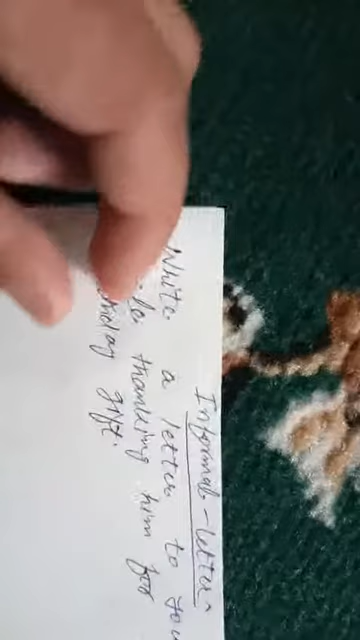 Informal-letter
Write a letter to
thanking him for
gift.